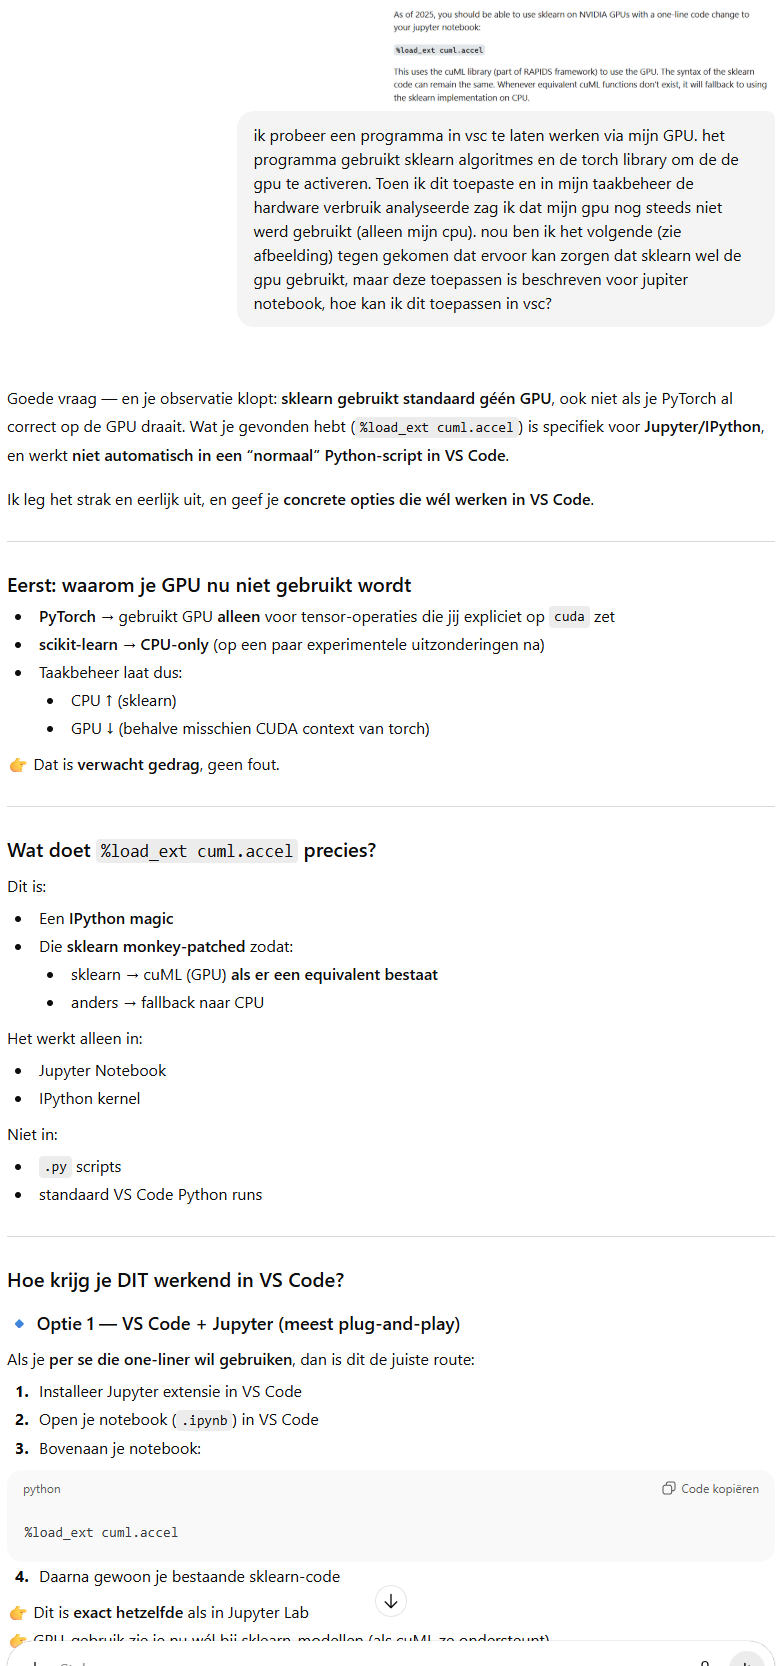 As of 2025, you should be able to use sklearn on NVIDIA GPUs with a one-line code change to
your jupyter notebook:
%load_ext cuml.accel
This uses the cuML library (part of RAPIDS framework) to use the GPU. The syntax of the sklearn
code can remain the same. Whenever equivalent cuML functions don't exist, it will fallback to using
the sklearn implementation on CPU.
ik probeer een programma in vsc te laten werken via mijn GPU. het
programma gebruikt sklearn algoritmes en de torch library om de de
gpu te activeren. Toen ik dit toepaste en in mijn taakbeheer de
hardware verbruik analyseerde zag ik dat mijn gpu nog steeds niet
werd gebruikt (alleen mijn cpu). nou ben ik het volgende (zie
afbeelding) tegen gekomen dat ervoor kan zorgen dat sklearn wel de
gpu gebruikt, maar deze toepassen is beschreven voor jupiter
notebook, hoe kan ik dit toepassen in vsc?
Goede vraag — en je observatie klopt: sklearn gebruikt standaard géén GPU, ook niet als je PyTorch al
correct op de GPU draait. Wat je gevonden hebt (%load_ext cuml.accel) is specifiek voor Jupyter/IPython,
en werkt niet automatisch in een “normaal” Python-script in VS Code.
Ik leg het strak en eerlijk uit, en geef je concrete opties die wél werken in VS Code.
Eerst: waarom je GPU nu niet gebruikt wordt
• PyTorch → gebruikt GPU alleen voor tensor-operaties die jij expliciet op cuda zet
• scikit-learn → CPU-only (op een paar experimentele uitzonderingen na)
• Taakbeheer laat dus:
• CPU ↑ (sklearn)
• GPU ↓ (behalve misschien CUDA context van torch)
👉 Dat is verwacht gedrag, geen fout.
Wat doet %load_ext cuml.accel precies?
Dit is:
• Een IPython magic
• Die sklearn monkey-patched zodat:
• sklearn → cuML (GPU) als er een equivalent bestaat
• anders → fallback naar CPU
Het werkt alleen in:
• Jupyter Notebook
• IPython kernel
Niet in:
• .py scripts
• standaard VS Code Python runs
Hoe krijg je DIT werkend in VS Code?
🔹 Optie 1 — VS Code + Jupyter (meest plug-and-play)
Als je per se die one-liner wil gebruiken, dan is dit de juiste route:
1. Installeer Jupyter extensie in VS Code
2. Open je notebook (.ipynb) in VS Code
3. Bovenaan je notebook:
python Code kopiëren
%load_ext cuml.accel
4. Daarna gewoon je bestaande sklearn-code
👉 Dit is exact hetzelfde als in Jupyter Lab
👉 GPU-gebruik zie je nu wél bij sklearn-modellen (als cuML ze ondersteunt)